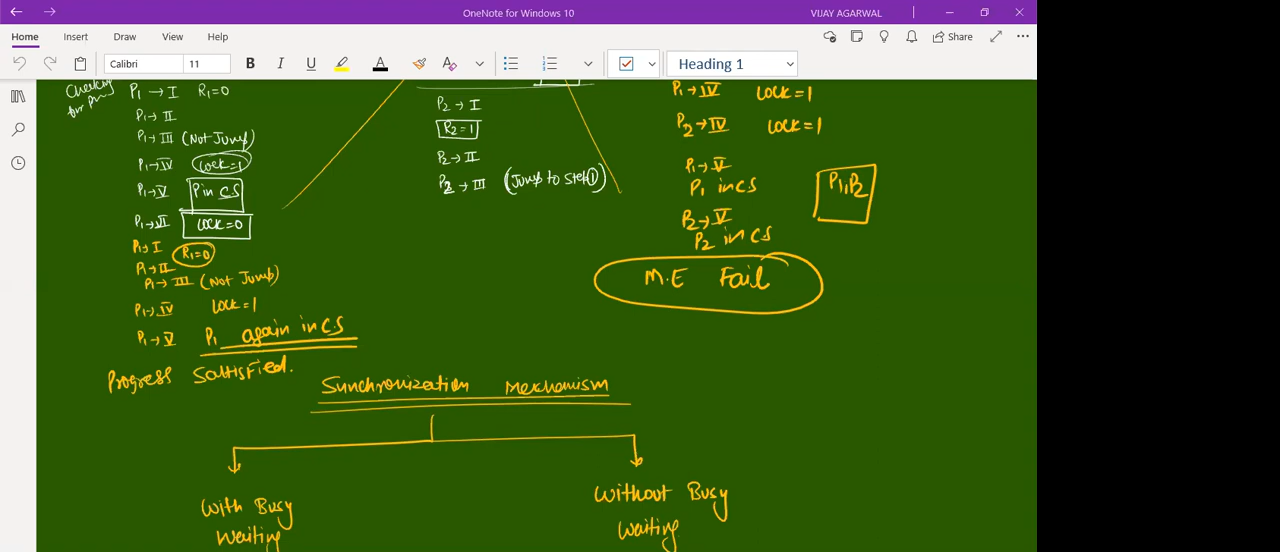 OneNote for Windows 10
VIJAY AGARWAL
Home Insert Draw View Help
Share
Calibri 11 B I U A Heading 1
Checking
for
P1 → I R1=0
P1 → II
P1 → III (Not Jump)
P1 → IV Lock=1
P1 → V P in CS
P1 → VI Lock=0
P1 → I R1=0
P1 → II
P1 → III (Not Jump)
P1 → IV Lock=1
P1 → V P1 again in C.S
Progress Satisfied.
P2 → I
R2=1
P2 → II
P2 → III (Jump to Step 1)
P1 → IV Lock=1
P2 → IV Lock=1
P1 → V
P1 in CS
P2 → V
P2 in CS
P1, P2
M.E Fail
Synchronization Mechanism
With Busy
Waiting
Without Busy
Waiting